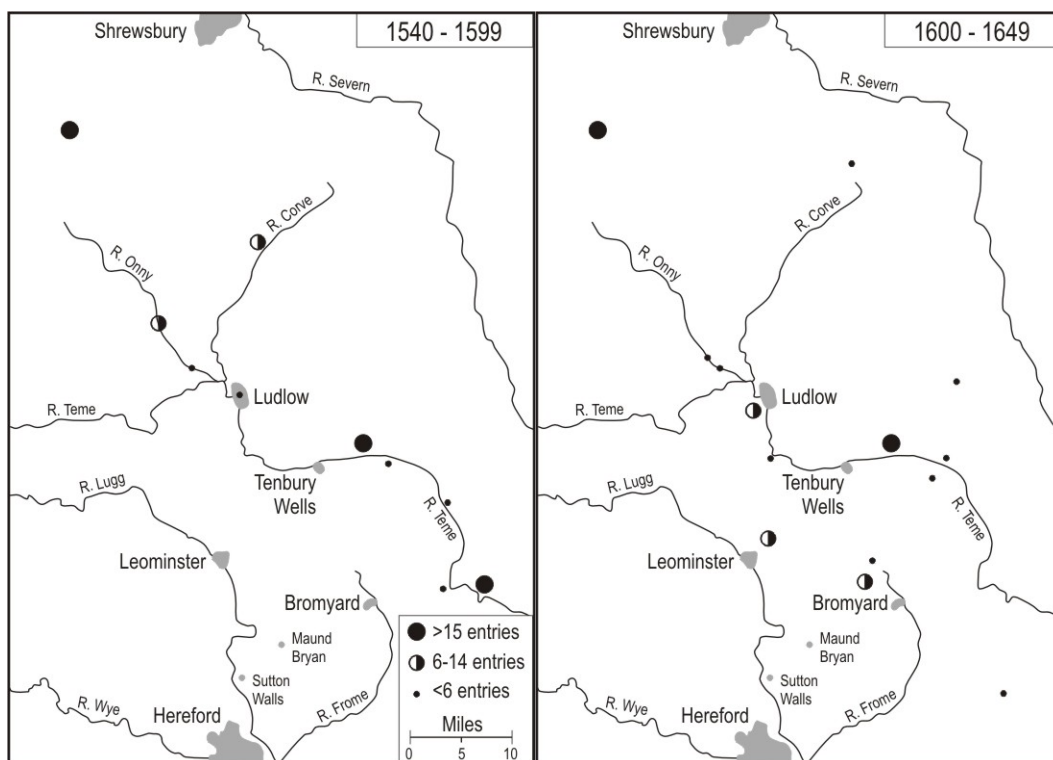 1540 - 1599
Shrewsbury
R. Severn
R. Corve
R. Onny
Ludlow
R. Teme
Tenbury
Wells
R. Lugg
R. Teme
Leominster
Bromyard
Maund
Bryan
Sutton
Walls
R. Wye
Hereford
R. Frome
>15 entries
6-14 entries
<6 entries
Miles
0 5 10
1600 - 1649
Shrewsbury
R. Severn
R. Corve
R. Onny
Ludlow
R. Teme
Tenbury
Wells
R. Lugg
R. Teme
Leominster
Bromyard
Maund
Bryan
Sutton
Walls
R. Wye
Hereford
R. Frome